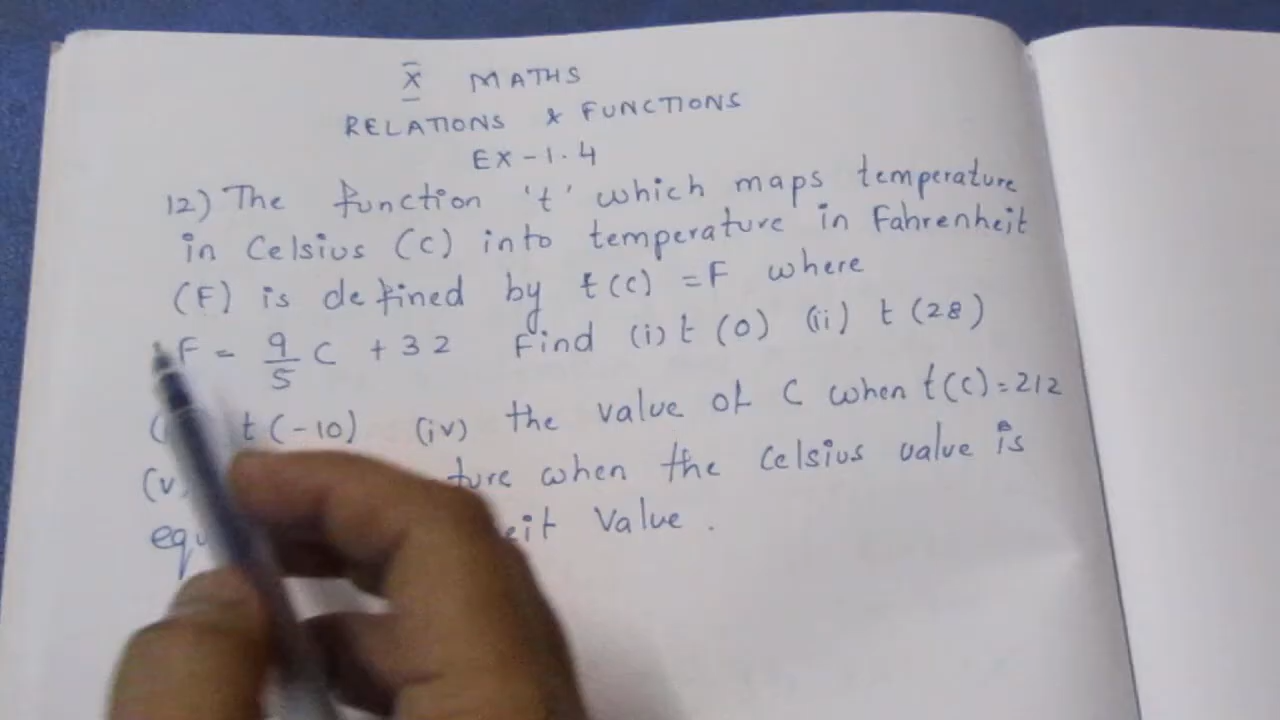 X MATHS
RELATIONS & FUNCTIONS
EX-1.4
12) The function 't' which maps temperature
in Celsius (C) into temperature in Fahrenheit
(F) is defined by t(c) = F where
F = 9/5 C + 32 Find (i) t (0) (ii) t (28)
t (-10) (iv) the value of C when t(C)=212
(v) when the Celsius value is
Value.